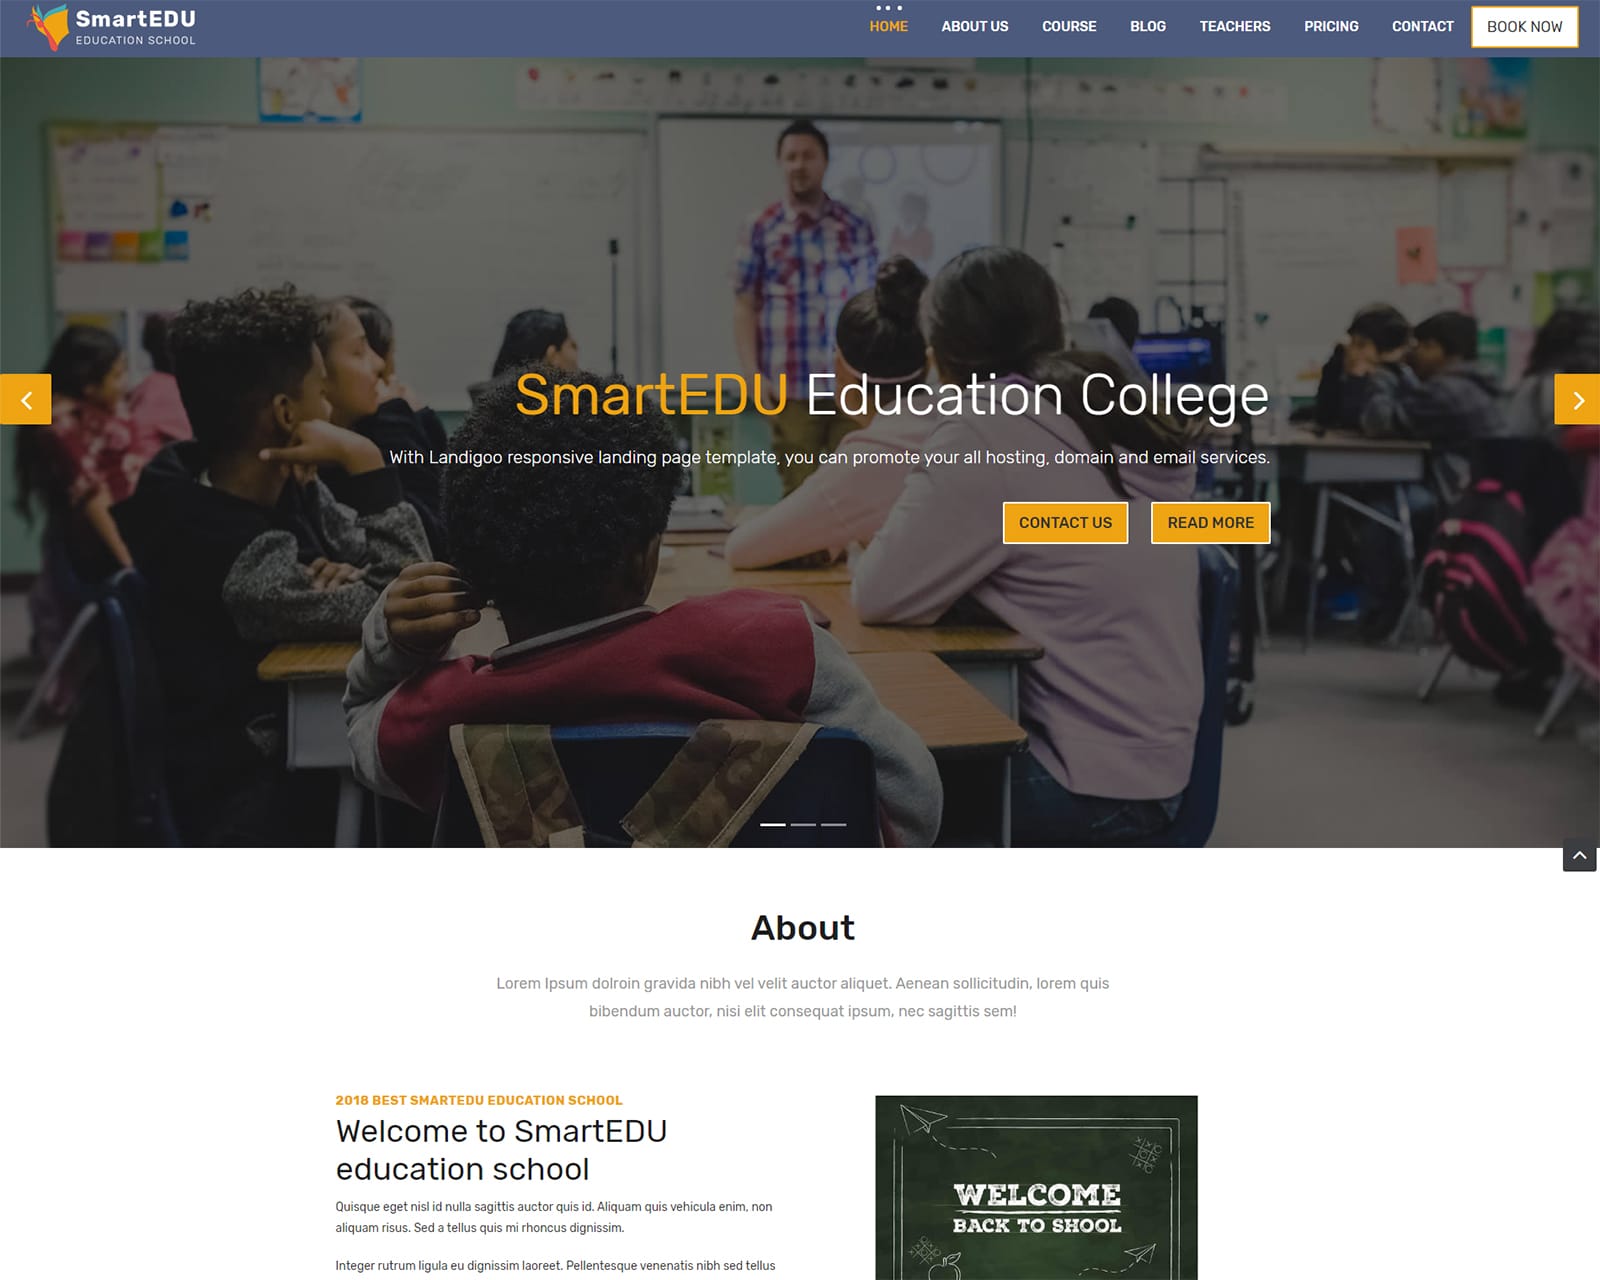 SmartEDU
EDUCATION SCHOOL
HOME ABOUT US COURSE BLOG TEACHERS PRICING CONTACT BOOK NOW
SmartEDU Education College
With Landigoo responsive landing page template, you can promote your all hosting, domain and email services.
CONTACT US READ MORE
About
Lorem Ipsum dolroin gravida nibh vel velit auctor aliquet. Aenean sollicitudin, lorem quis
bibendum auctor, nisi elit consequat ipsum, nec sagittis sem!
2018 BEST SMARTEDU EDUCATION SCHOOL
Welcome to SmartEDU
education school
Quisque eget nisl id nulla sagittis auctor quis id. Aliquam quis vehicula enim, non
aliquam risus. Sed a tellus quis mi rhoncus dignissim.
Integer rutrum ligula eu dignissim laoreet. Pellentesque venenatis nibh sed tellus
WELCOME
BACK TO SHOOL